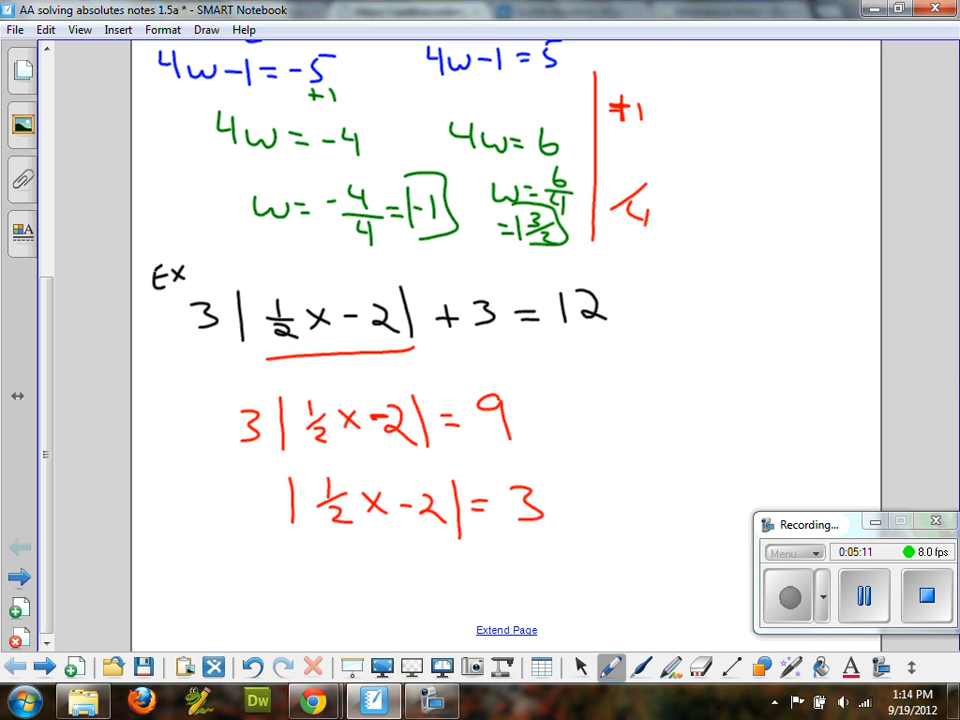 AA solving absolutes notes 1.5a * - SMART Notebook
File Edit View Insert Format Draw Help
4w-1 = -5 4w-1 = 5
+1 +1
4w = -4 4w = 6
w = -4/4 = -1 w = 6/4
÷4
Ex
3|1/2x - 2| + 3 = 12
3|1/2x - 2| = 9
|1/2x - 2| = 3
Recording...
Menu 0:05:11 8.0 fps
Extend Page
Dw
1:14 PM
9/19/2012